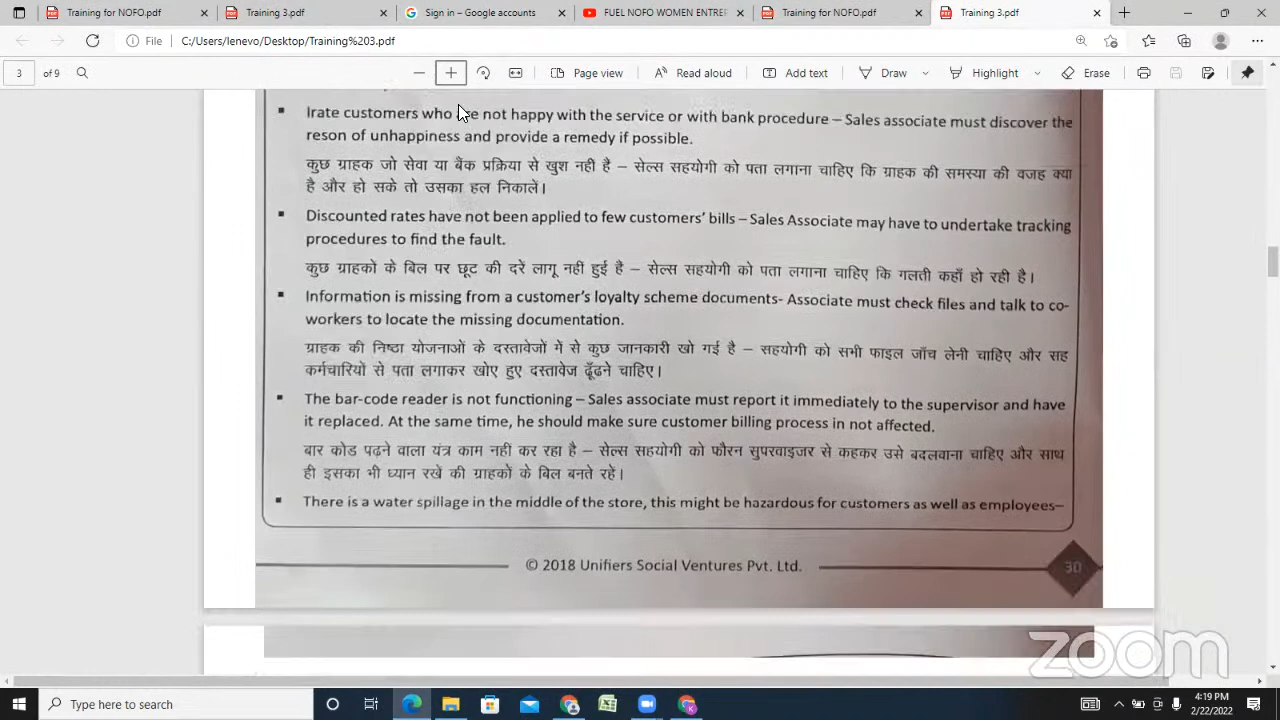 Training for NOFO.pdf
Training 3.pdf
Sign in – Google accounts
FUEL NOFO WOMEN ENTREF
Training for NOFO.pdf
Training 3.pdf
File
C:/Users/lenevo/Desktop/Training%203.pdf
3 of 9
Page view
Read aloud
Add text
Draw
Highlight
Erase
Irate customers who are not happy with the service or with bank procedure – Sales associate must discover the
reson of unhappiness and provide a remedy if possible.
कुछ ग्राहक जो सेवा या बैंक प्रक्रिया से खुश नही है – सेल्स सहयोगी को पता लगाना चाहिए कि ग्राहक की समस्या की वजह क्या
है और हो सके तो उसका हल निकालें।
Discounted rates have not been applied to few customers' bills – Sales Associate may have to undertake tracking
procedures to find the fault.
कुछ ग्राहकों के बिल पर छूट की दरें लागू नहीं हुई है – सेल्स सहयोगी को पता लगाना चाहिए कि गलती कहाँ हो रही है।
Information is missing from a customer's loyalty scheme documents- Associate must check files and talk to co-
workers to locate the missing documentation.
ग्राहक की निष्ठा योजनाओं के दस्तावेजों में से कुछ जानकारी खो गई है – सहयोगी को सभी फाइल जाँच लेनी चाहिए और सह
कर्मचारियों से पता लगाकर खोए हुए दस्तावेज ढूँढने चाहिए।
The bar-code reader is not functioning – Sales associate must report it immediately to the supervisor and have
it replaced. At the same time, he should make sure customer billing process in not affected.
बार कोड पढ़ने वाला यंत्र काम नहीं कर रहा है – सेल्स सहयोगी को फौरन सुपरवाइजर से कहकर उसे बदलवाना चाहिए और साथ
ही इसका भी ध्यान रखें की ग्राहकों के बिल बनते रहें।
There is a water spillage in the middle of the store, this might be hazardous for customers as well as employees–
© 2018 Unifiers Social Ventures Pvt. Ltd.
30
zoom
Type here to search
4:19 PM
2/22/2022